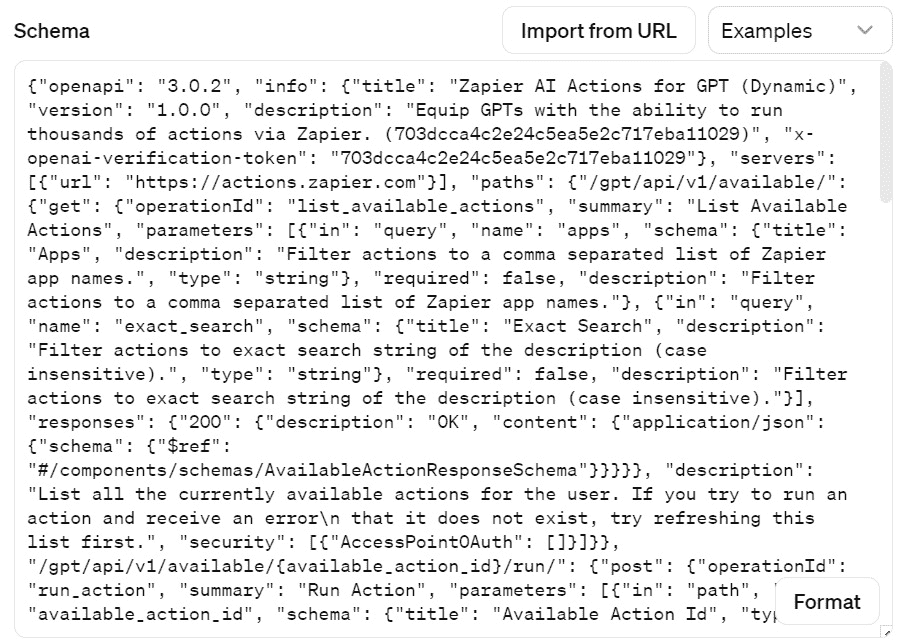 Schema
Import from URL
Examples
{"openapi": "3.0.2", "info": {"title": "Zapier AI Actions for GPT (Dynamic)",
"version": "1.0.0", "description": "Equip GPTs with the ability to run
thousands of actions via Zapier. (703dcca4c2e24c5ea5e2c717eba11029)", "x-
openai-verification-token": "703dcca4c2e24c5ea5e2c717eba11029"}, "servers":
[{"url": "https://actions.zapier.com"}], "paths": {"/gpt/api/v1/available/":
{"get": {"operationId": "list_available_actions", "summary": "List Available
Actions", "parameters": [{"in": "query", "name": "apps", "schema": {"title":
"Apps", "description": "Filter actions to a comma separated list of Zapier
app names.", "type": "string"}, "required": false, "description": "Filter
actions to a comma separated list of Zapier app names."}, {"in": "query",
"name": "exact_search", "schema": {"title": "Exact Search", "description":
"Filter actions to exact search string of the description (case
insensitive).", "type": "string"}, "required": false, "description": "Filter
actions to exact search string of the description (case insensitive)."}],
"responses": {"200": {"description": "OK", "content": {"application/json":
{"schema": {"$ref":
"#/components/schemas/AvailableActionResponseSchema"}}}}}, "description":
"List all the currently available actions for the user. If you try to run an
action and receive an error\n that it does not exist, try refreshing this
list first.", "security": [{"AccessPointOAuth": []}]}},
"/gpt/api/v1/available/{available_action_id}/run/": {"post": {"operationId":
"run_action", "summary": "Run Action", "parameters": [{"in": "path",
"available_action_id", "schema": {"title": "Available Action Id",
Format